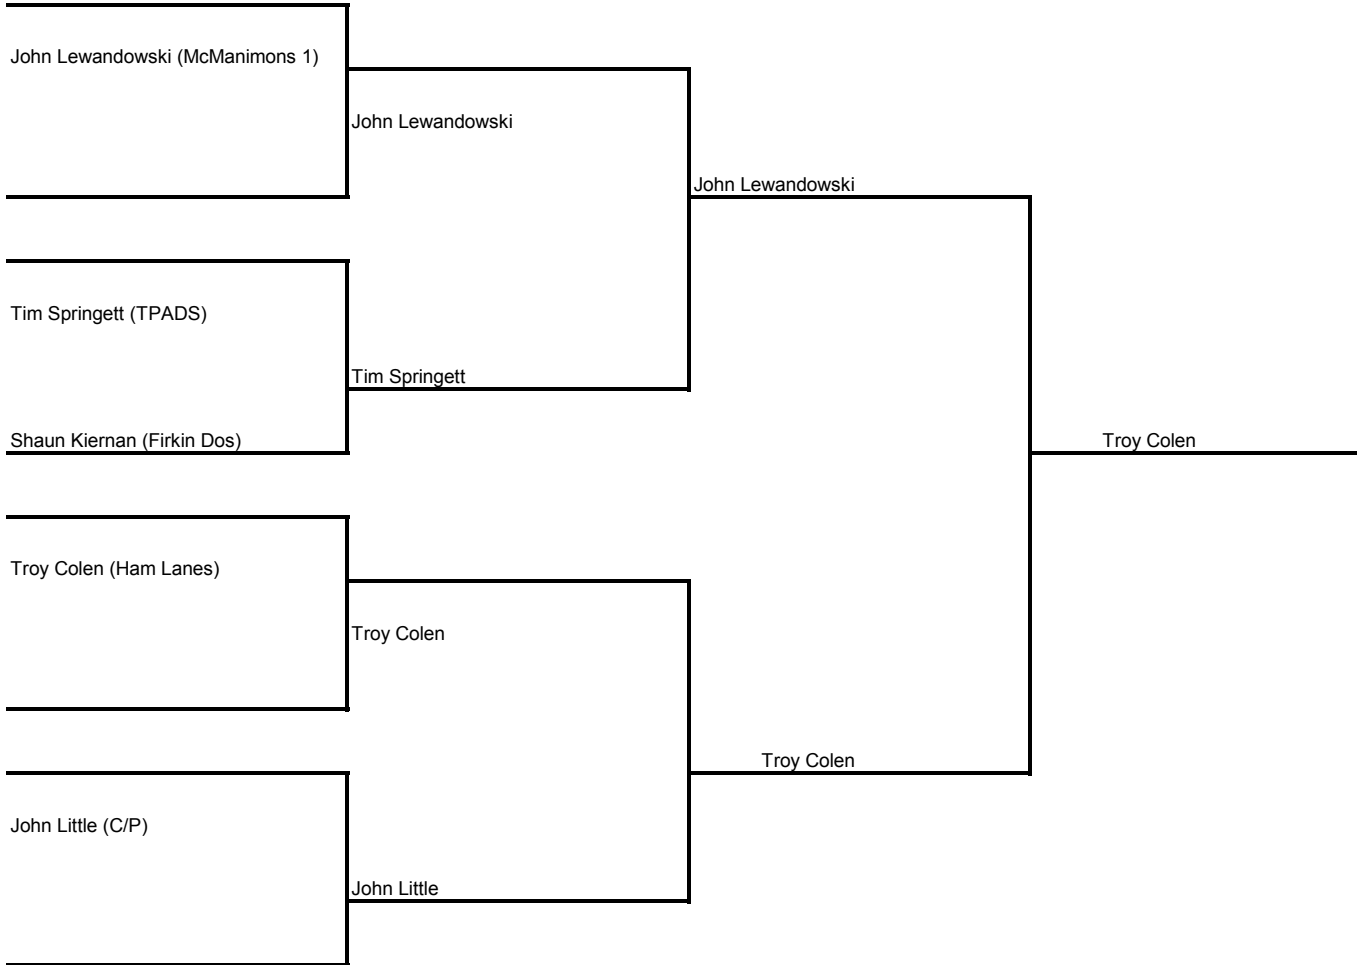 John Lewandowski (McManimons 1)
John Lewandowski
John Lewandowski
Tim Springett (TPADS)
Tim Springett
Shaun Kiernan (Firkin Dos)
Troy Colen
Troy Colen (Ham Lanes)
Troy Colen
Troy Colen
John Little (C/P)
John Little